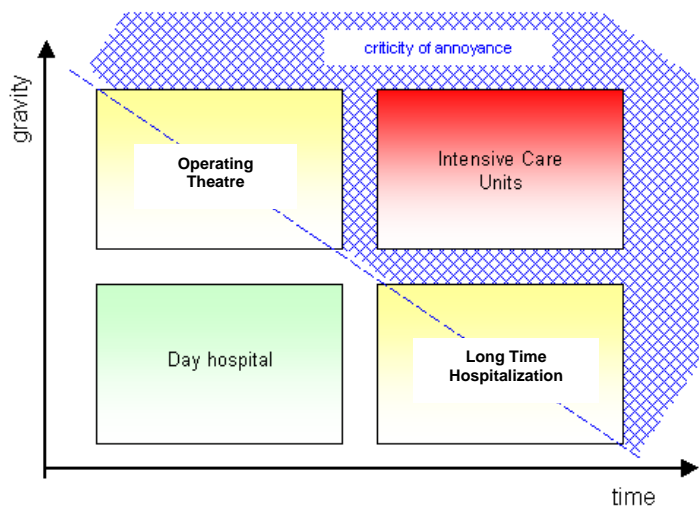 criticity of annoyance
gravity
Operating
Theatre
Intensive Care
Units
Day hospital
Long Time
Hospitalization
time